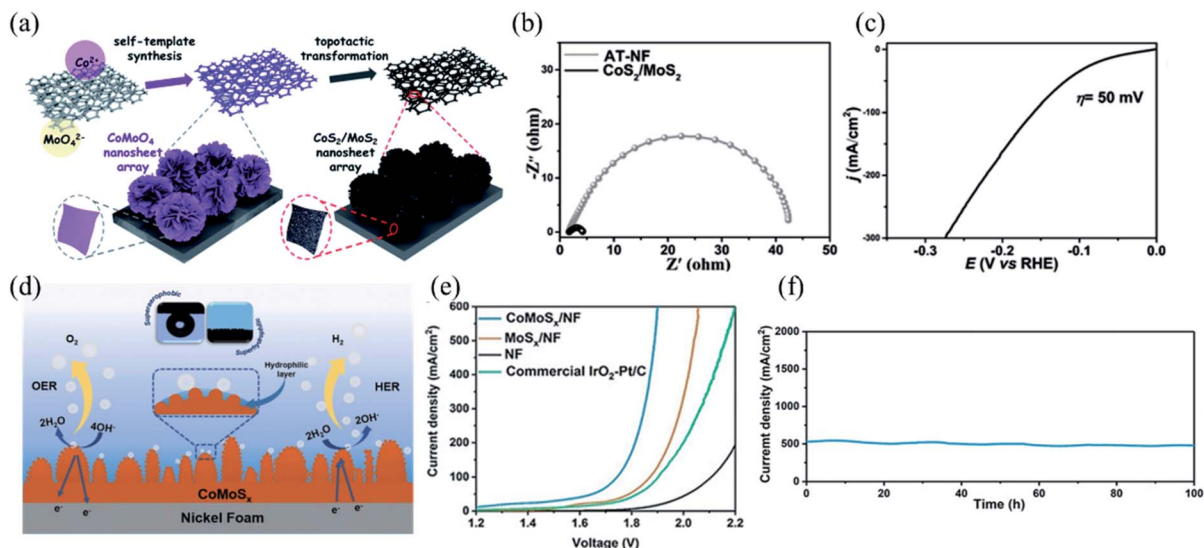 (a)
self-template
synthesis
topotactic
transformation
Co²⁺
MoO₄²⁻
CoMoO₄
nanosheet
array
CoS₂/MoS₂
nanosheet
array
(b)
AT-NF
CoS₂/MoS₂
-Z" (ohm)
30
20
10
0
0 10 20 30 40 50
Z' (ohm)
(c)
j (mA/cm²)
0
-100
-200
-300
η= 50 mV
-0.3 -0.2 -0.1 0.0
E (V vs RHE)
(d)
Superaerophobic
Superhydrophilic
O₂
H₂
OER
HER
Hydrophilic
layer
2H₂O
4OH⁻
2H₂O
2OH⁻
CoMoSₓ
e⁻ e⁻ e⁻ e⁻
Nickel Foam
(e)
Current density (mA/cm²)
600
500
400
300
200
100
0
CoMoSₓ/NF
MoSₓ/NF
NF
Commercial IrO₂-Pt/C
1.2 1.4 1.6 1.8 2.0 2.2
Voltage (V)
(f)
Current density (mA/cm²)
2000
1500
1000
500
0
0 20 40 60 80 100
Time (h)